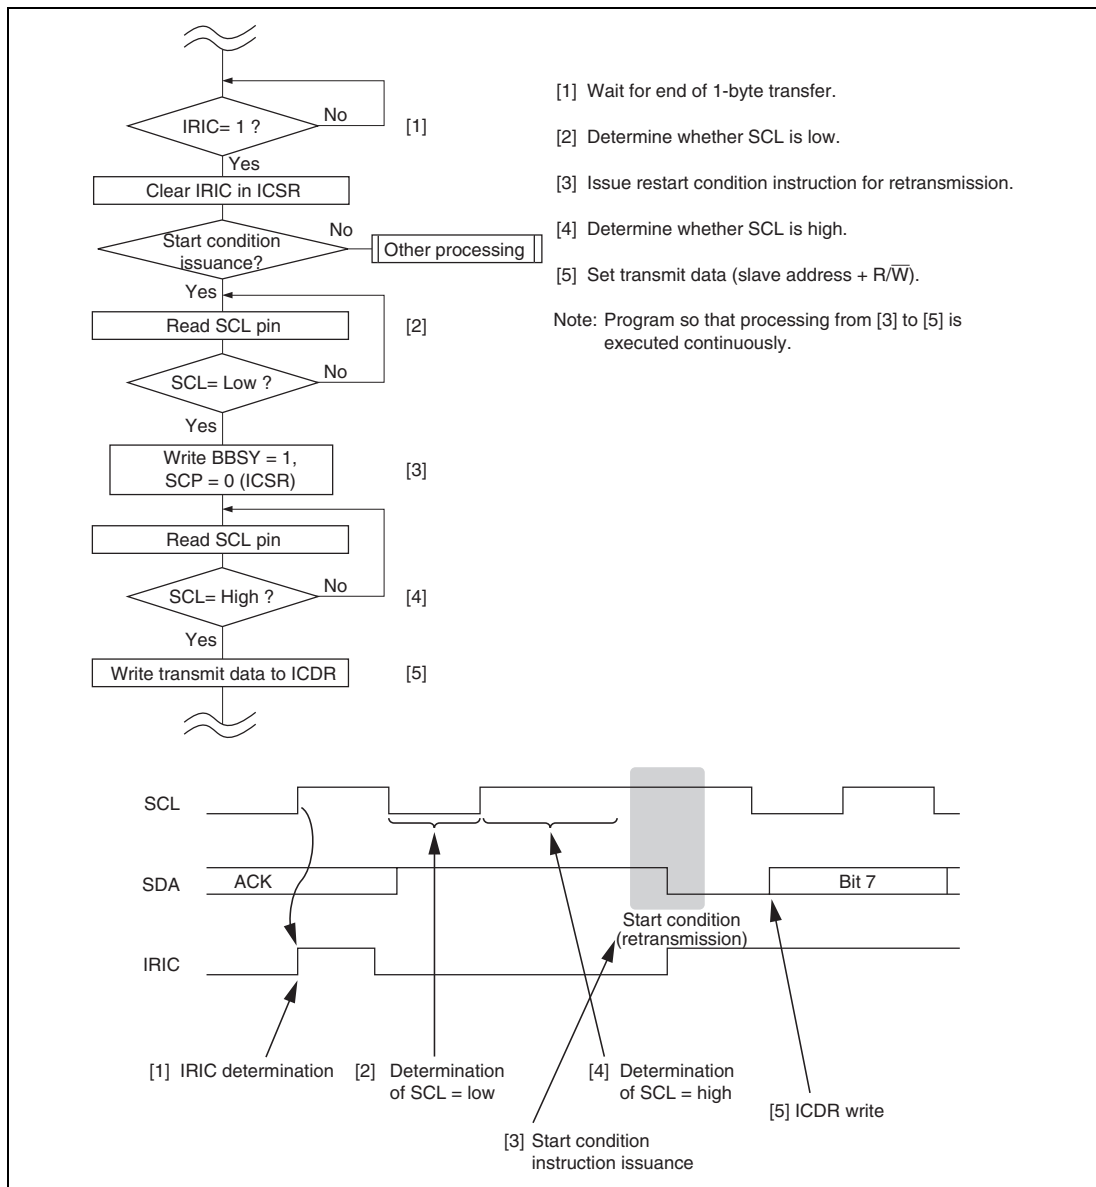 IRIC= 1 ?
No
[1]
Yes
Clear IRIC in ICSR
Start condition
issuance?
No
Other processing
Yes
Read SCL pin
[2]
SCL= Low ?
No
Yes
Write BBSY = 1,
SCP = 0 (ICSR)
[3]
Read SCL pin
SCL= High ?
No
[4]
Yes
Write transmit data to ICDR
[5]
[1] Wait for end of 1-byte transfer.
[2] Determine whether SCL is low.
[3] Issue restart condition instruction for retransmission.
[4] Determine whether SCL is high.
[5] Set transmit data (slave address + R/W̅).
Note: Program so that processing from [3] to [5] is
executed continuously.
SCL
SDA
ACK
Bit 7
Start condition
(retransmission)
IRIC
[1] IRIC determination
[2] Determination
of SCL = low
[4] Determination
of SCL = high
[5] ICDR write
[3] Start condition
instruction issuance